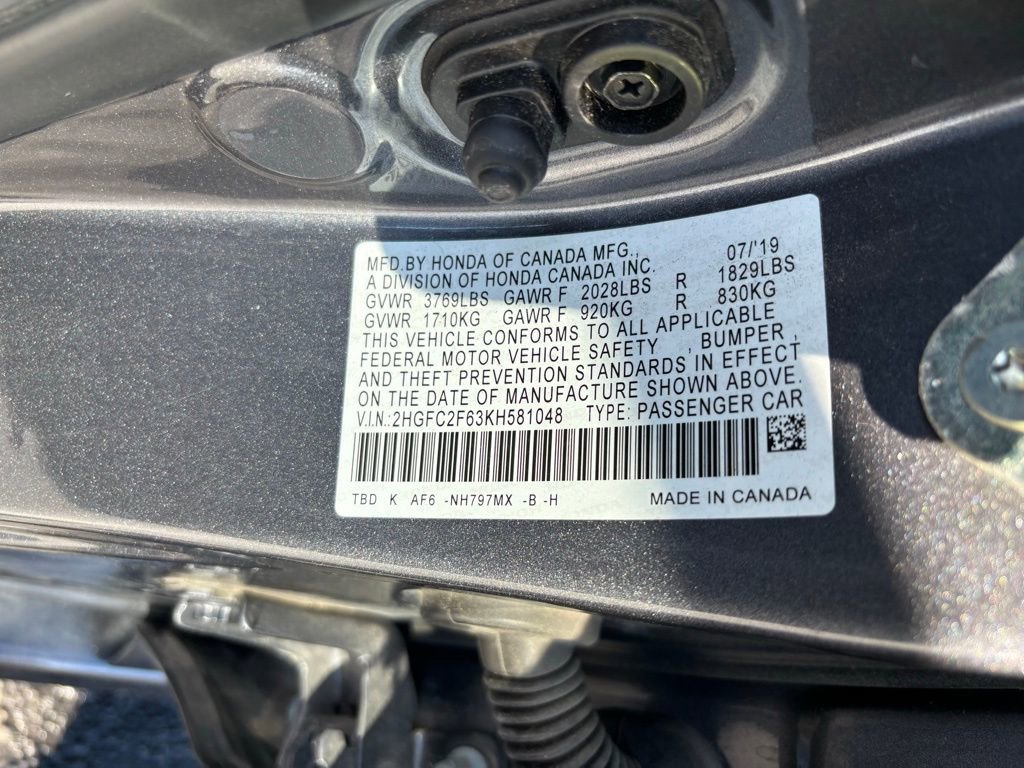 MFD.BY HONDA OF CANADA MFG., 07/'19
A DIVISION OF HONDA CANADA INC.
GVWR 3769LBS GAWR F 2028LBS R 1829LBS
GVWR 1710KG GAWR F 920KG R 830KG
THIS VEHICLE CONFORMS TO ALL APPLICABLE
FEDERAL MOTOR VEHICLE SAFETY , BUMPER ,
AND THEFT PREVENTION STANDARDS IN EFFECT
ON THE DATE OF MANUFACTURE SHOWN ABOVE.
V.I.N.:2HGFC2F63KH581048 TYPE: PASSENGER CAR
TBD K AF6 -NH797MX -B -H MADE IN CANADA